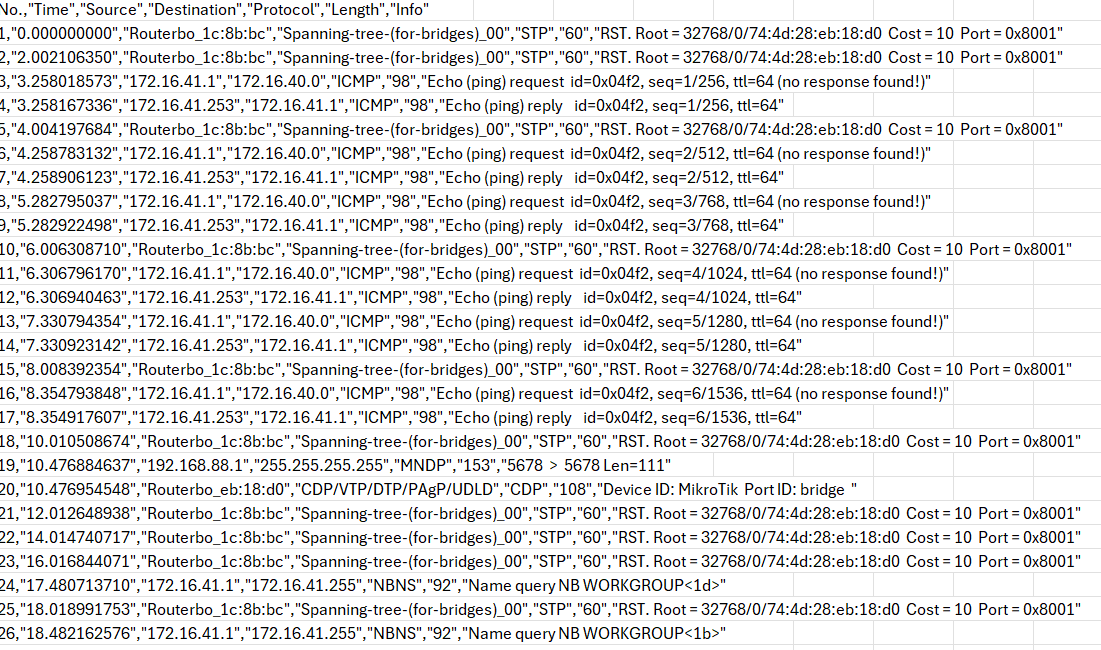 No.,"Time","Source","Destination","Protocol","Length","Info"
1,"0.000000000","Routerbo_1c:8b:bc","Spanning-tree-(for-bridges)_00","STP","60","RST. Root = 32768/0/74:4d:28:eb:18:d0  Cost = 10  Port = 0x8001"
2,"2.002106350","Routerbo_1c:8b:bc","Spanning-tree-(for-bridges)_00","STP","60","RST. Root = 32768/0/74:4d:28:eb:18:d0  Cost = 10  Port = 0x8001"
3,"3.258018573","172.16.41.1","172.16.40.0","ICMP","98","Echo (ping) request  id=0x04f2, seq=1/256, ttl=64 (no response found!)"
4,"3.258167336","172.16.41.253","172.16.41.1","ICMP","98","Echo (ping) reply    id=0x04f2, seq=1/256, ttl=64"
5,"4.004197684","Routerbo_1c:8b:bc","Spanning-tree-(for-bridges)_00","STP","60","RST. Root = 32768/0/74:4d:28:eb:18:d0  Cost = 10  Port = 0x8001"
6,"4.258783132","172.16.41.1","172.16.40.0","ICMP","98","Echo (ping) request  id=0x04f2, seq=2/512, ttl=64 (no response found!)"
7,"4.258906123","172.16.41.253","172.16.41.1","ICMP","98","Echo (ping) reply    id=0x04f2, seq=2/512, ttl=64"
8,"5.282795037","172.16.41.1","172.16.40.0","ICMP","98","Echo (ping) request  id=0x04f2, seq=3/768, ttl=64 (no response found!)"
9,"5.282922498","172.16.41.253","172.16.41.1","ICMP","98","Echo (ping) reply    id=0x04f2, seq=3/768, ttl=64"
10,"6.006308710","Routerbo_1c:8b:bc","Spanning-tree-(for-bridges)_00","STP","60","RST. Root = 32768/0/74:4d:28:eb:18:d0  Cost = 10  Port = 0x8001"
11,"6.306796170","172.16.41.1","172.16.40.0","ICMP","98","Echo (ping) request  id=0x04f2, seq=4/1024, ttl=64 (no response found!)"
12,"6.306940463","172.16.41.253","172.16.41.1","ICMP","98","Echo (ping) reply    id=0x04f2, seq=4/1024, ttl=64"
13,"7.330794354","172.16.41.1","172.16.40.0","ICMP","98","Echo (ping) request  id=0x04f2, seq=5/1280, ttl=64 (no response found!)"
14,"7.330923142","172.16.41.253","172.16.41.1","ICMP","98","Echo (ping) reply    id=0x04f2, seq=5/1280, ttl=64"
15,"8.008392354","Routerbo_1c:8b:bc","Spanning-tree-(for-bridges)_00","STP","60","RST. Root = 32768/0/74:4d:28:eb:18:d0  Cost = 10  Port = 0x8001"
16,"8.354793848","172.16.41.1","172.16.40.0","ICMP","98","Echo (ping) request  id=0x04f2, seq=6/1536, ttl=64 (no response found!)"
17,"8.354917607","172.16.41.253","172.16.41.1","ICMP","98","Echo (ping) reply    id=0x04f2, seq=6/1536, ttl=64"
18,"10.010508674","Routerbo_1c:8b:bc","Spanning-tree-(for-bridges)_00","STP","60","RST. Root = 32768/0/74:4d:28:eb:18:d0  Cost = 10  Port = 0x8001"
19,"10.476884637","192.168.88.1","255.255.255.255","MNDP","153","5678  >  5678 Len=111"
20,"10.476954548","Routerbo_eb:18:d0","CDP/VTP/DTP/PAgP/UDLD","CDP","108","Device ID: MikroTik  Port ID: bridge  "
21,"12.012648938","Routerbo_1c:8b:bc","Spanning-tree-(for-bridges)_00","STP","60","RST. Root = 32768/0/74:4d:28:eb:18:d0  Cost = 10  Port = 0x8001"
22,"14.014740717","Routerbo_1c:8b:bc","Spanning-tree-(for-bridges)_00","STP","60","RST. Root = 32768/0/74:4d:28:eb:18:d0  Cost = 10  Port = 0x8001"
23,"16.016844071","Routerbo_1c:8b:bc","Spanning-tree-(for-bridges)_00","STP","60","RST. Root = 32768/0/74:4d:28:eb:18:d0  Cost = 10  Port = 0x8001"
24,"17.480713710","172.16.41.1","172.16.41.255","NBNS","92","Name query NB WORKGROUP<1d>"
25,"18.018991753","Routerbo_1c:8b:bc","Spanning-tree-(for-bridges)_00","STP","60","RST. Root = 32768/0/74:4d:28:eb:18:d0  Cost = 10  Port = 0x8001"
26,"18.482162576","172.16.41.1","172.16.41.255","NBNS","92","Name query NB WORKGROUP<1b>"